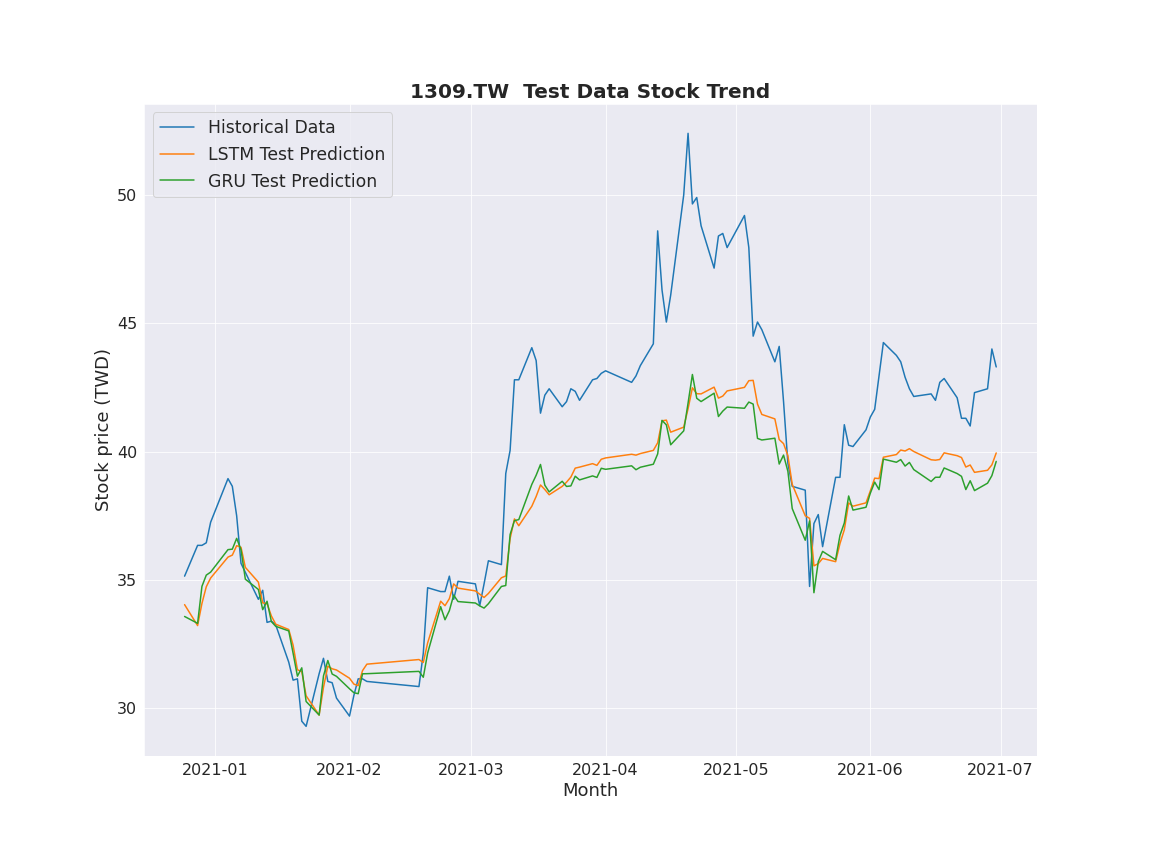 1309.TW  Test Data Stock Trend
Historical Data
LSTM Test Prediction
GRU Test Prediction
Stock price (TWD)
50
45
40
35
30
2021-01 2021-02 2021-03 2021-04 2021-05 2021-06 2021-07
Month